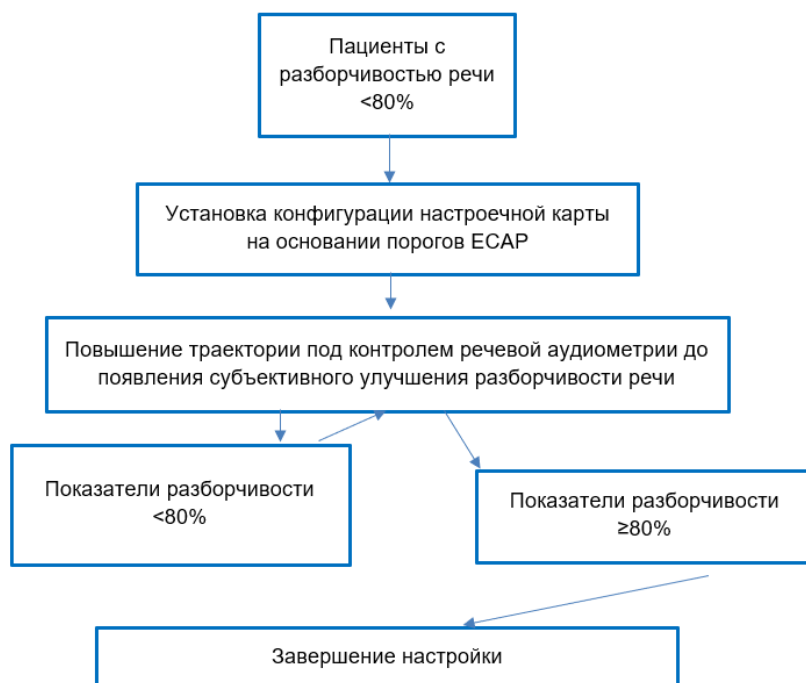 Пациенты с
разборчивостью речи
<80%
Установка конфигурации настроечной карты
на основании порогов ECAP
Повышение траектории под контролем речевой аудиометрии до
появления субъективного улучшения разборчивости речи
Показатели разборчивости
<80%
Показатели разборчивости
≥80%
Завершение настройки